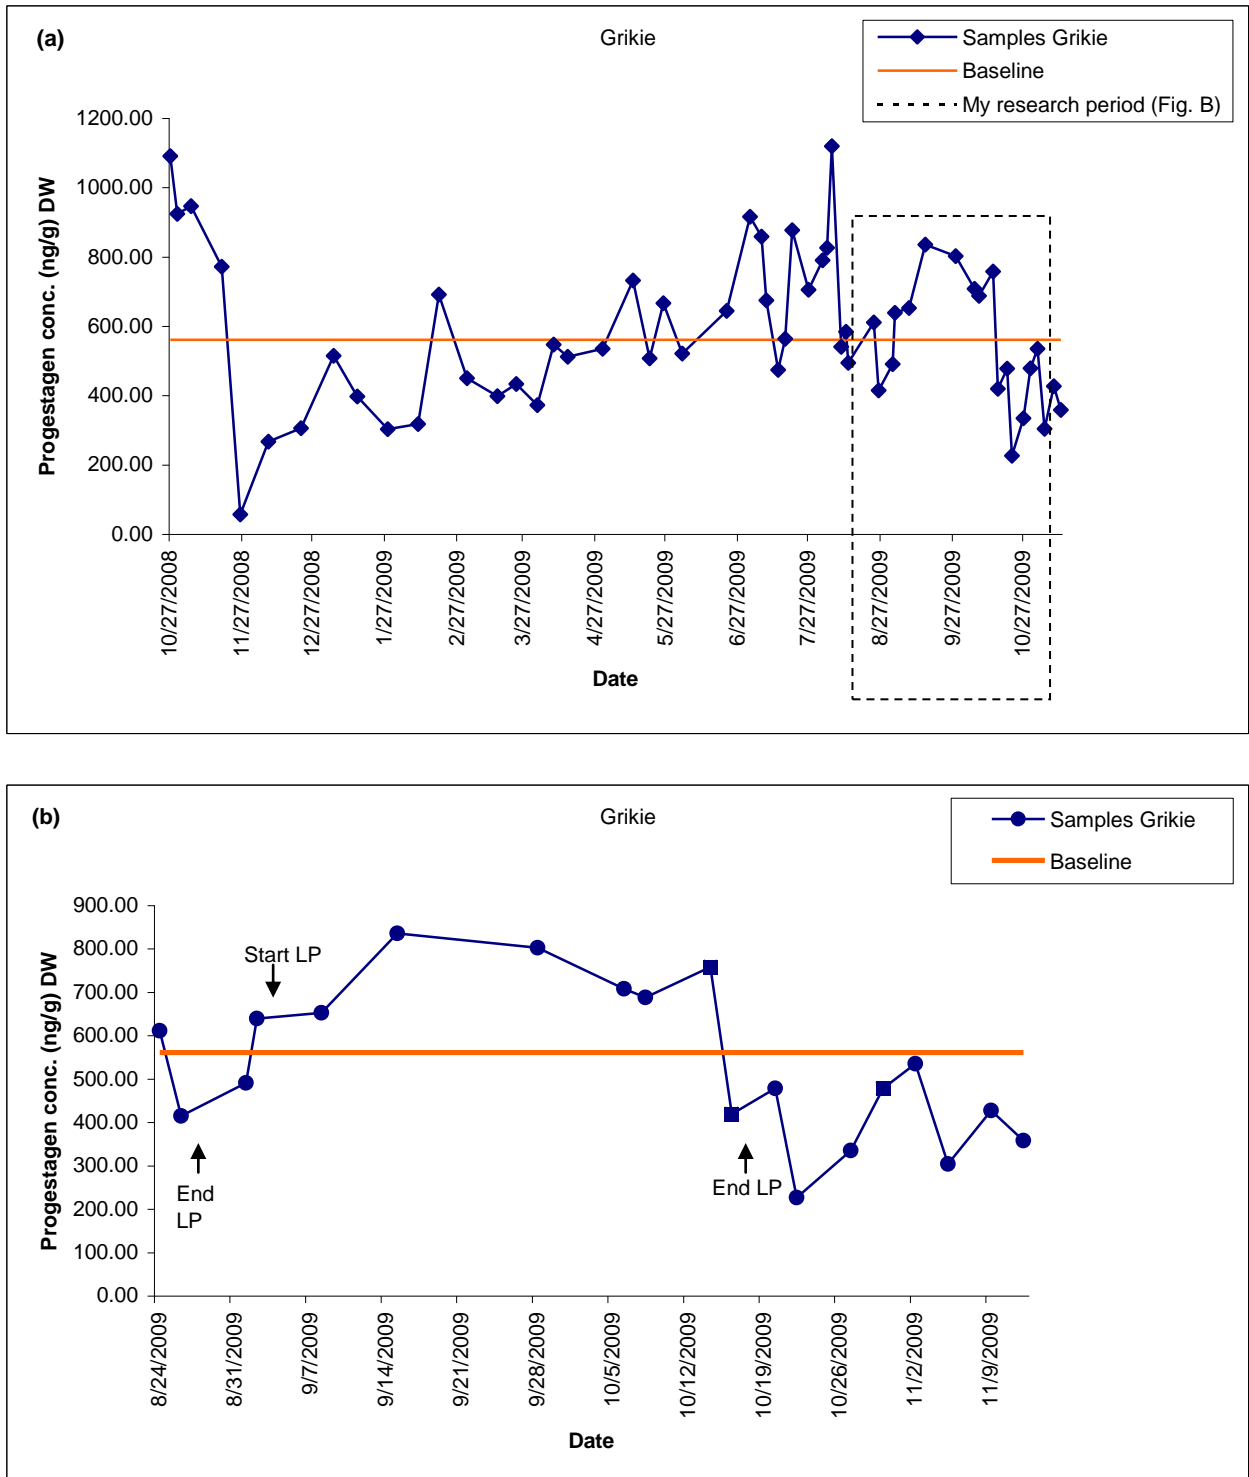 (a)
Grikie
Samples Grikie
Baseline
My research period (Fig. B)
Progestagen conc. (ng/g) DW
1200.00
1000.00
800.00
600.00
400.00
200.00
0.00
10/27/2008
11/27/2008
12/27/2008
1/27/2009
2/27/2009
3/27/2009
4/27/2009
5/27/2009
6/27/2009
7/27/2009
8/27/2009
9/27/2009
10/27/2009
Date
(b)
Grikie
Samples Grikie
Baseline
Progestagen conc. (ng/g) DW
900.00
800.00
700.00
600.00
500.00
400.00
300.00
200.00
100.00
0.00
Start LP
End
LP
End LP
8/24/2009
8/31/2009
9/7/2009
9/14/2009
9/21/2009
9/28/2009
10/5/2009
10/12/2009
10/19/2009
10/26/2009
11/2/2009
11/9/2009
Date